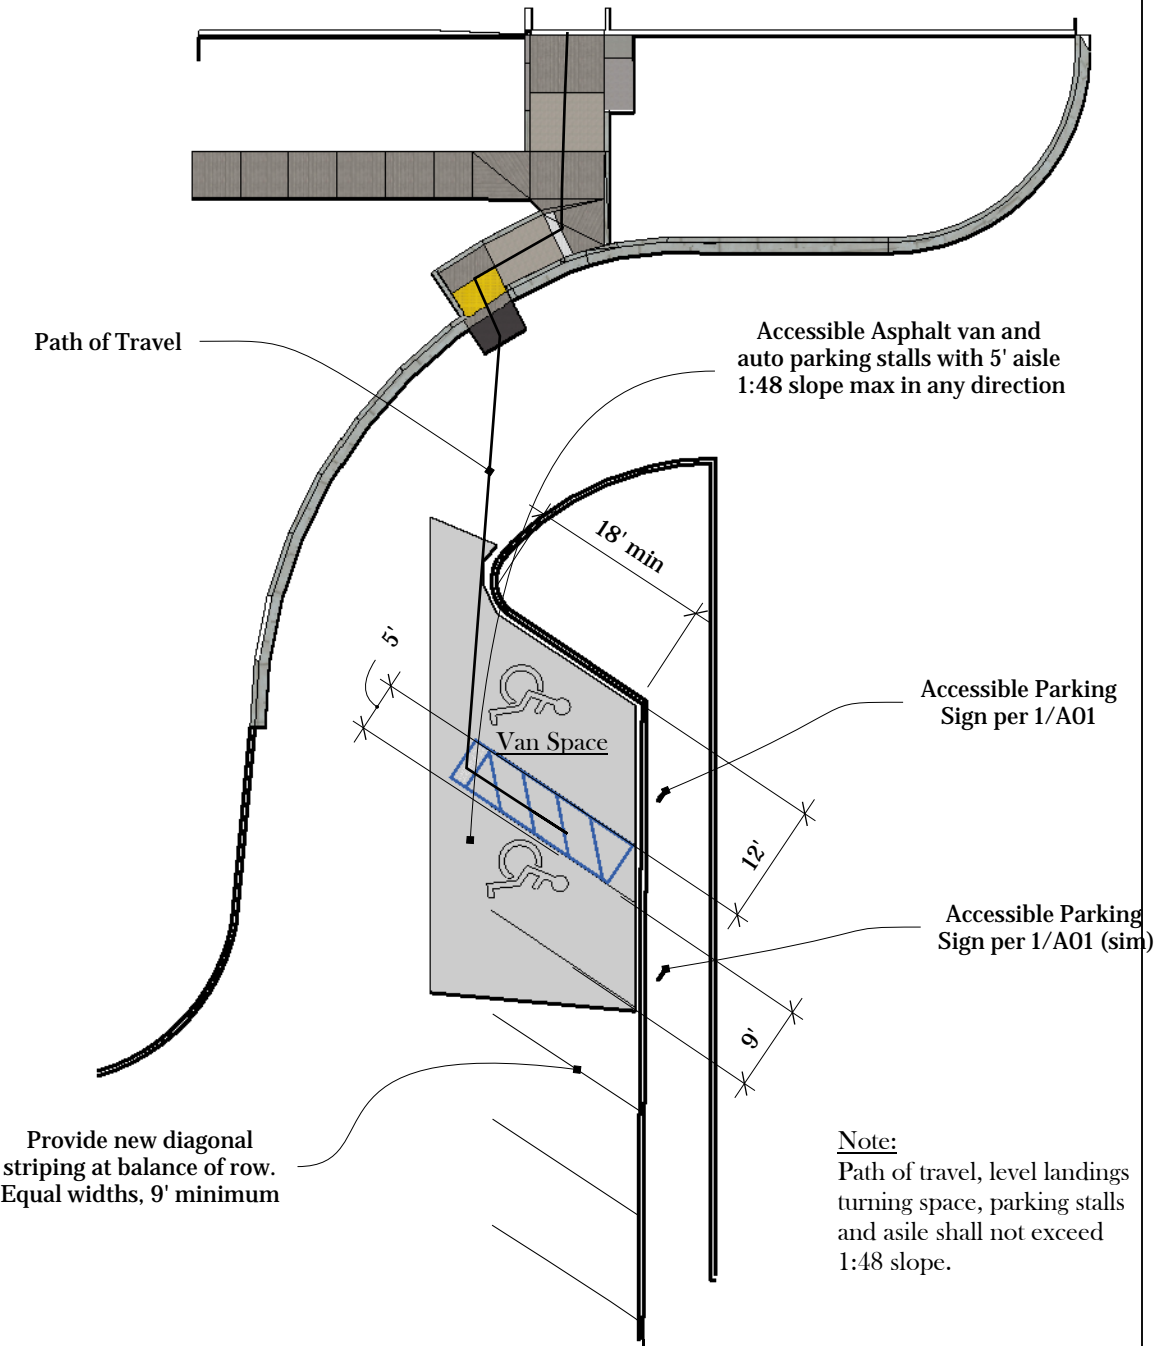 Path of Travel
Accessible Asphalt van and
auto parking stalls with 5' aisle
1:48 slope max in any direction
18' min
5'
Accessible Parking
Sign per 1/A01
Van Space
12'
Accessible Parking
Sign per 1/A01 (sim)
9'
Provide new diagonal
striping at balance of row.
Equal widths, 9' minimum
Note:
Path of travel, level landings
turning space, parking stalls
and asile shall not exceed
1:48 slope.